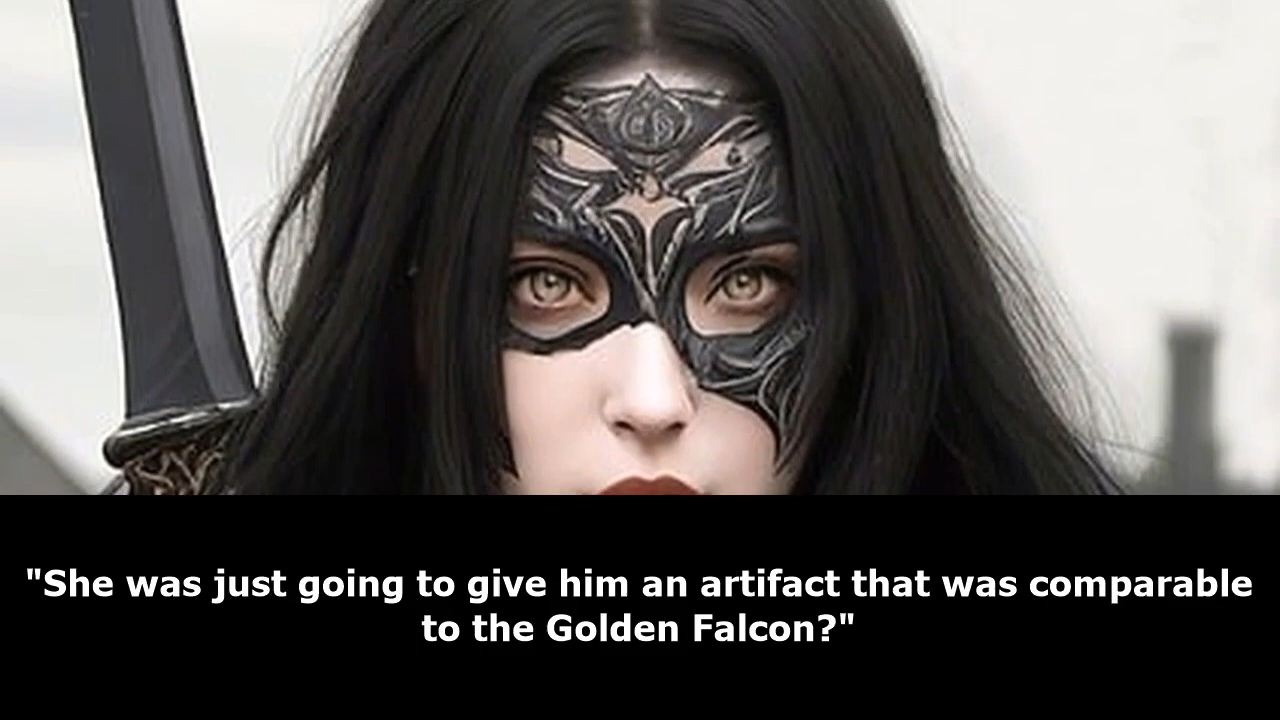 "She was just going to give him an artifact that was comparable
to the Golden Falcon?"